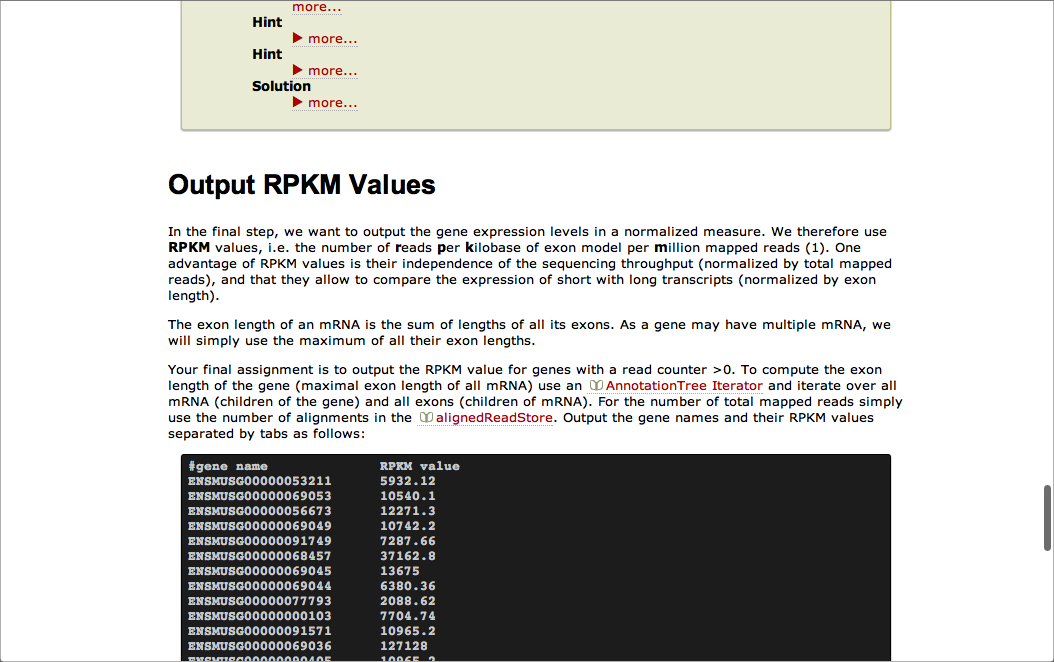 more...
Hint
▶ more...
Hint
▶ more...
Solution
▶ more...
Output RPKM Values
In the final step, we want to output the gene expression levels in a normalized measure. We therefore use
RPKM values, i.e. the number of reads per kilobase of exon model per million mapped reads (1). One
advantage of RPKM values is their independence of the sequencing throughput (normalized by total mapped
reads), and that they allow to compare the expression of short with long transcripts (normalized by exon
length).
The exon length of an mRNA is the sum of lengths of all its exons. As a gene may have multiple mRNA, we
will simply use the maximum of all their exon lengths.
Your final assignment is to output the RPKM value for genes with a read counter >0. To compute the exon
length of the gene (maximal exon length of all mRNA) use an AnnotationTree Iterator and iterate over all
mRNA (children of the gene) and all exons (children of mRNA). For the number of total mapped reads simply
use the number of alignments in the alignedReadStore. Output the gene names and their RPKM values
separated by tabs as follows:
#gene name RPKM value
ENSMUSG00000053211 5932.12
ENSMUSG00000069053 10540.1
ENSMUSG00000056673 12271.3
ENSMUSG00000069049 10742.2
ENSMUSG00000091749 7287.66
ENSMUSG00000068457 37162.8
ENSMUSG00000069045 13675
ENSMUSG00000069044 6380.36
ENSMUSG00000077793 2088.62
ENSMUSG00000000103 7704.74
ENSMUSG00000091571 10965.2
ENSMUSG00000069036 127128
ENSMUSG00000090405 10965.2